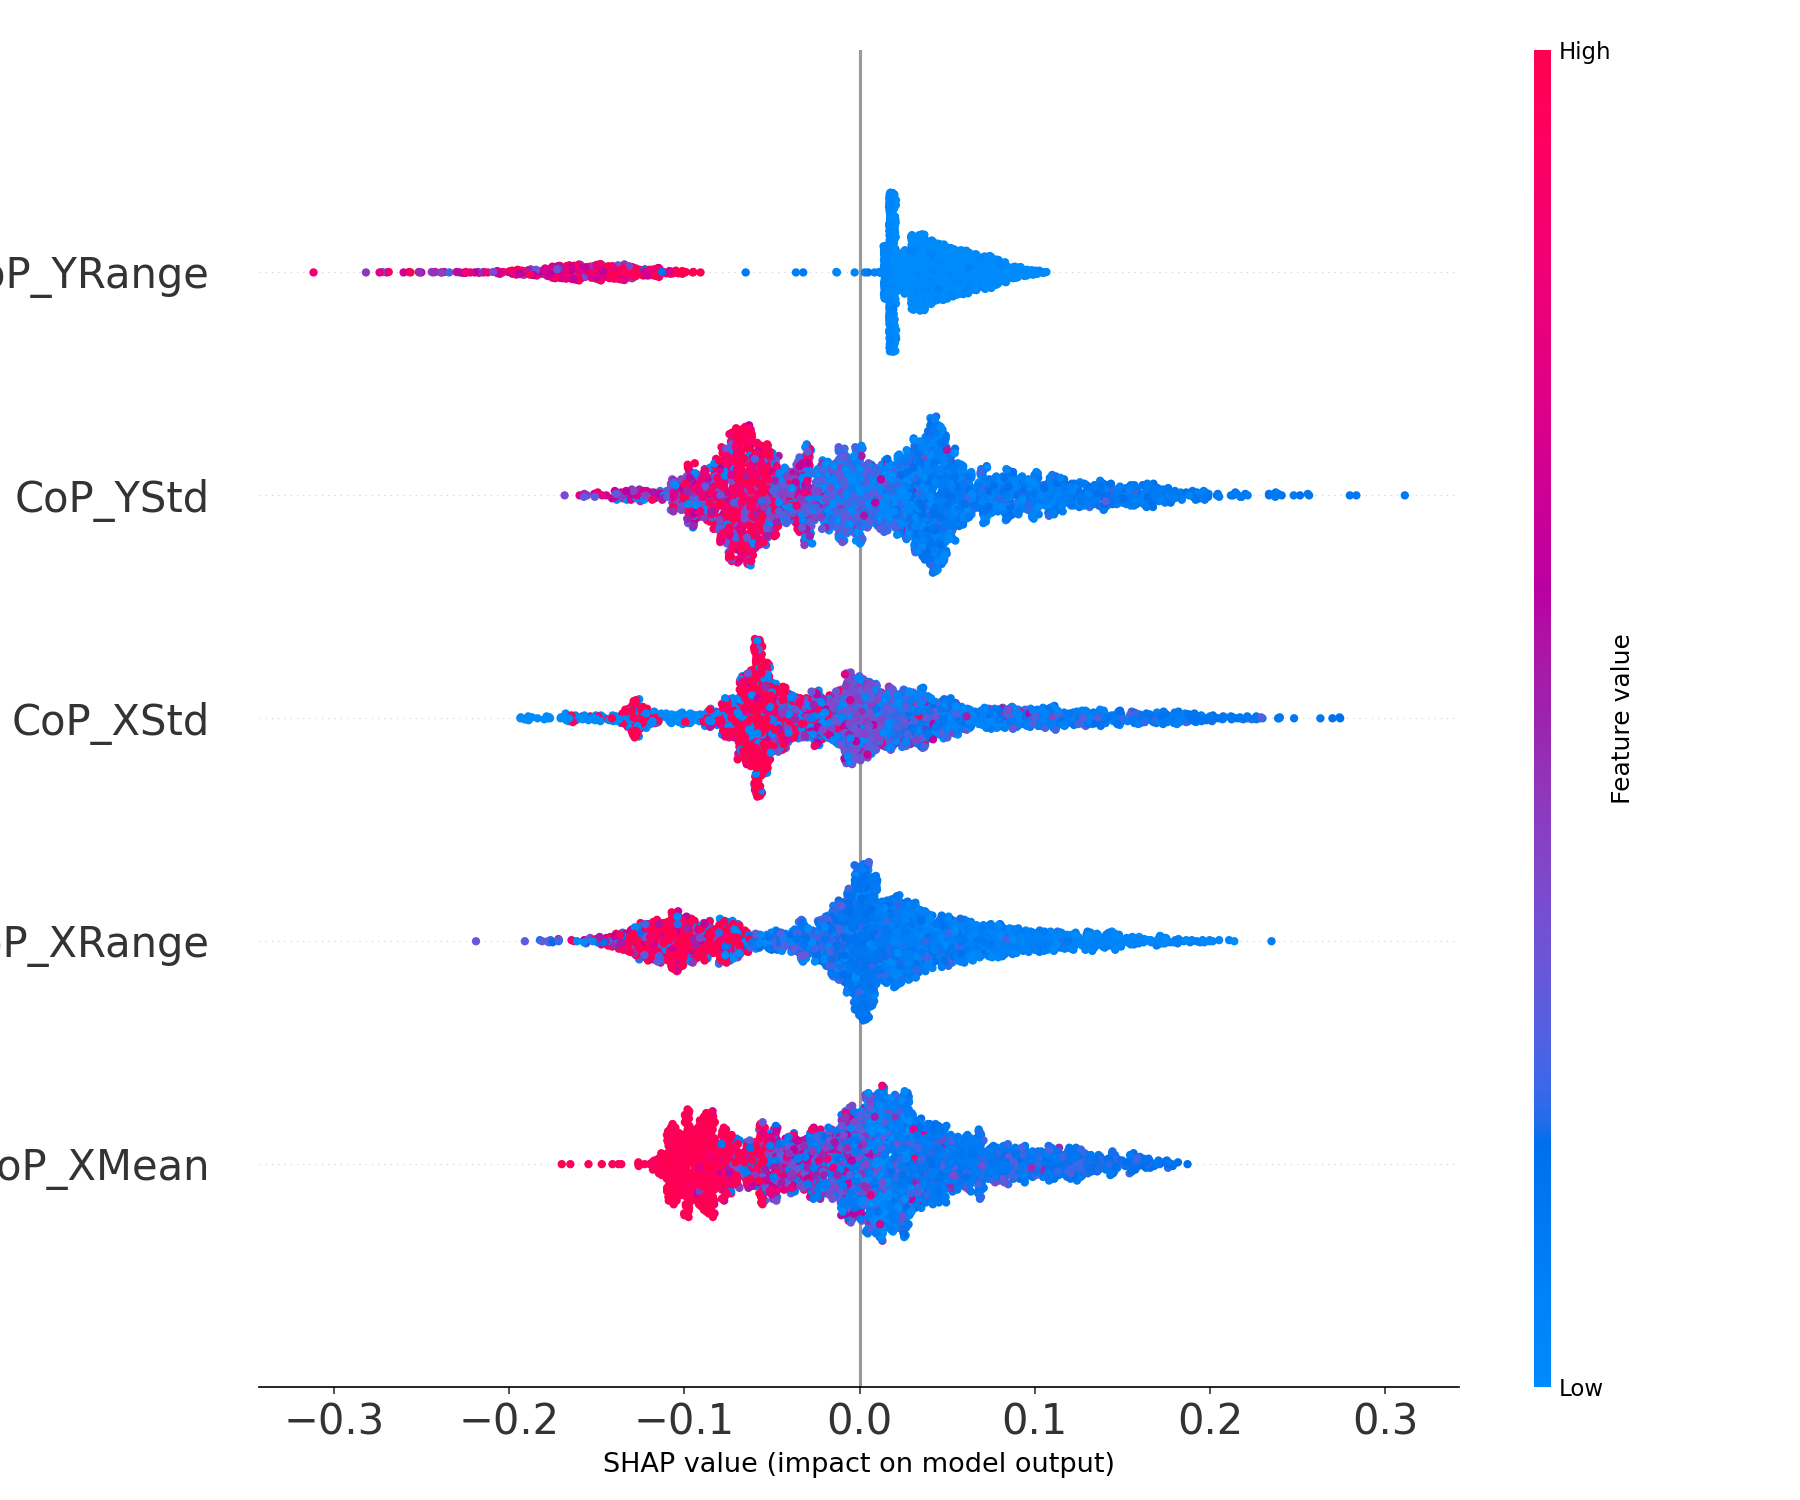 High
oP_YRange
CoP_YStd
CoP_XStd
Feature value
P_XRange
oP_XMean
Low
−0.3 −0.2 −0.1 0.0 0.1 0.2 0.3
SHAP value (impact on model output)